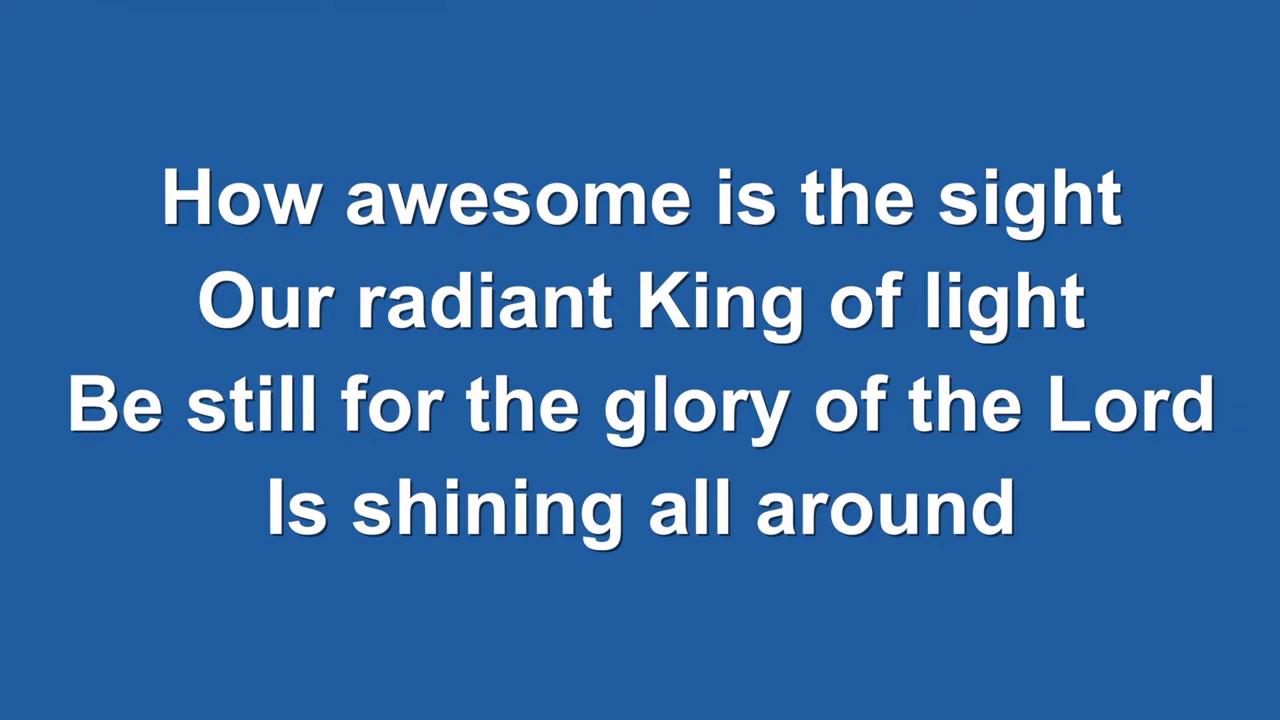 How awesome is the sight
Our radiant King of light
Be still for the glory of the Lord
Is shining all around